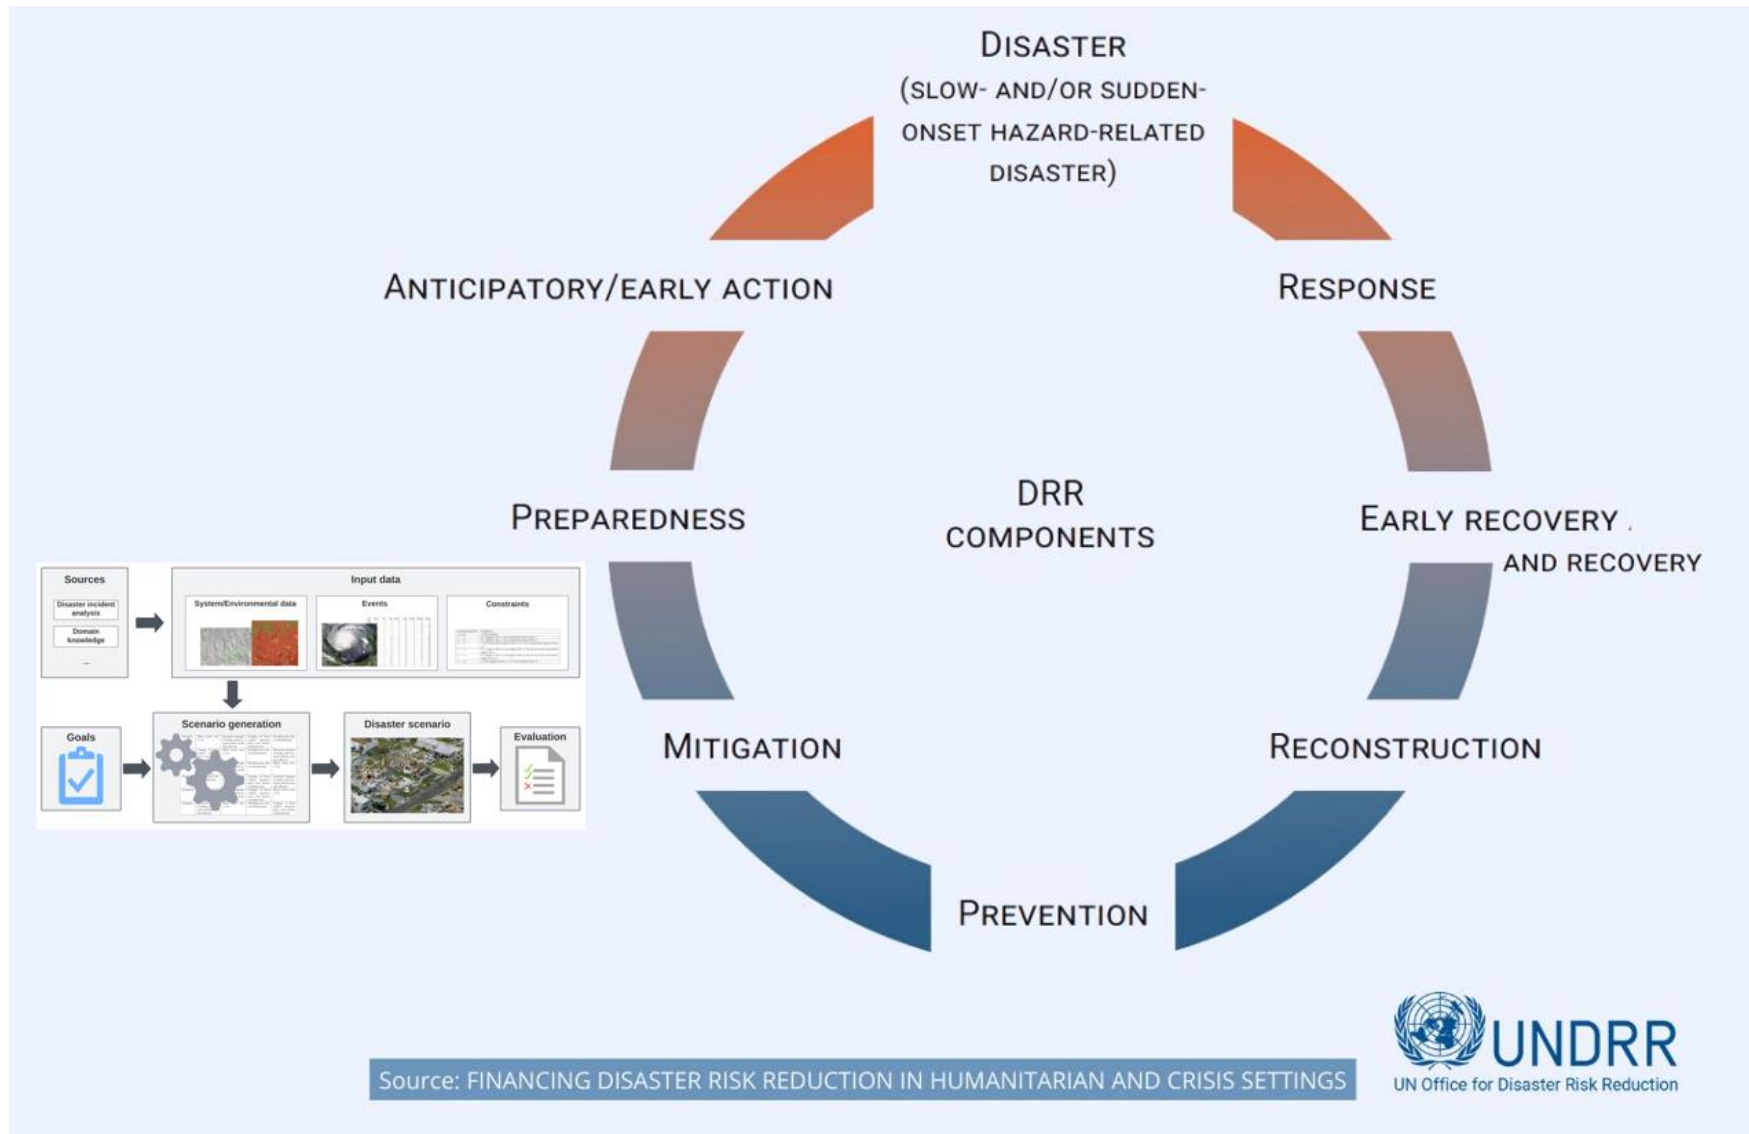 DISASTER
(SLOW- AND/OR SUDDEN-
ONSET HAZARD-RELATED
DISASTER)
ANTICIPATORY/EARLY ACTION
RESPONSE
PREPAREDNESS
DRR
COMPONENTS
EARLY RECOVERY
AND RECOVERY
MITIGATION
RECONSTRUCTION
PREVENTION
Sources
Disaster incident
analysis
Domain
knowledge
...
Input data
System/Environmental data
Events
Constraints
Goals
Scenario generation
Disaster scenario
Evaluation
Source: FINANCING DISASTER RISK REDUCTION IN HUMANITARIAN AND CRISIS SETTINGS
UNDRR
UN Office for Disaster Risk Reduction